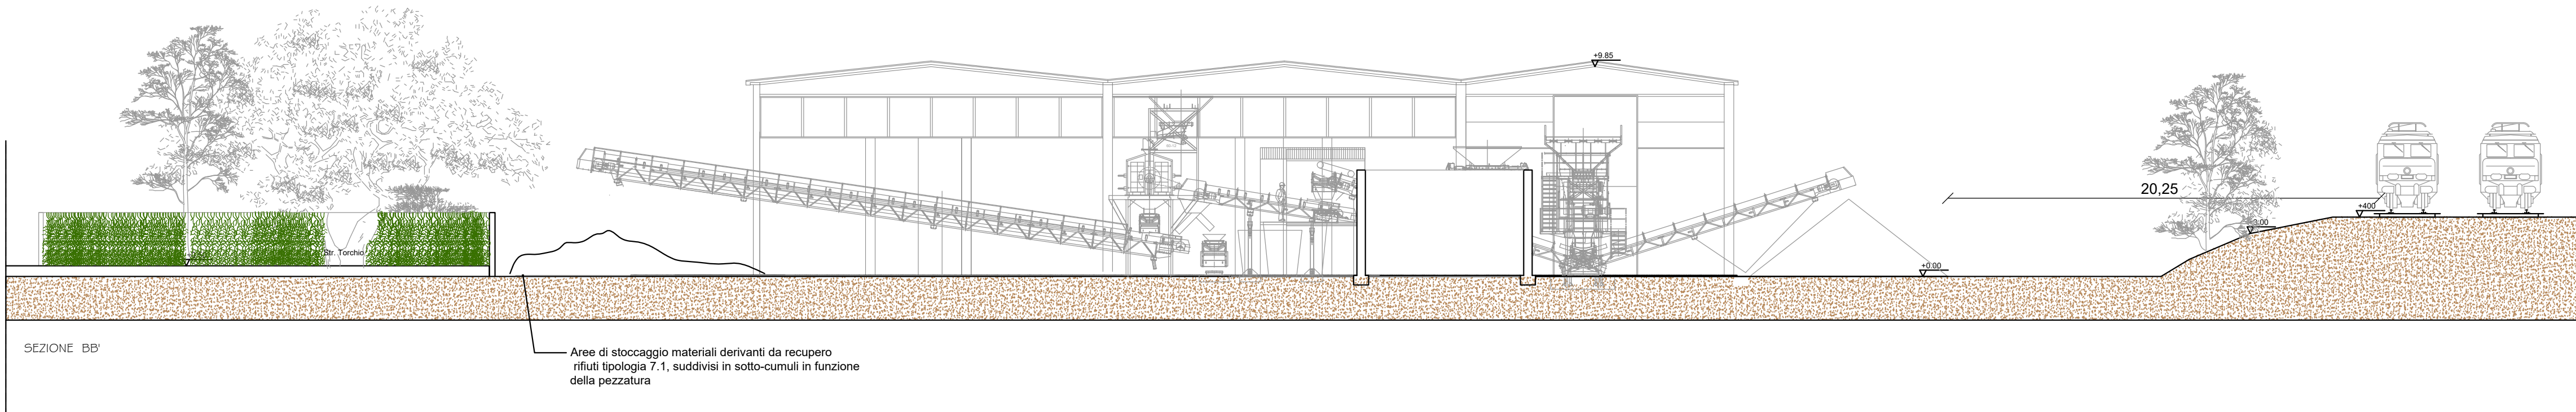 +9.85
20,25
+400
+3.00
Str. Torchio
+0.00
SEZIONE BB'
Aree di stoccaggio materiali derivanti da recupero
rifiuti tipologia 7.1, suddivisi in sotto-cumuli in funzione
della pezzatura